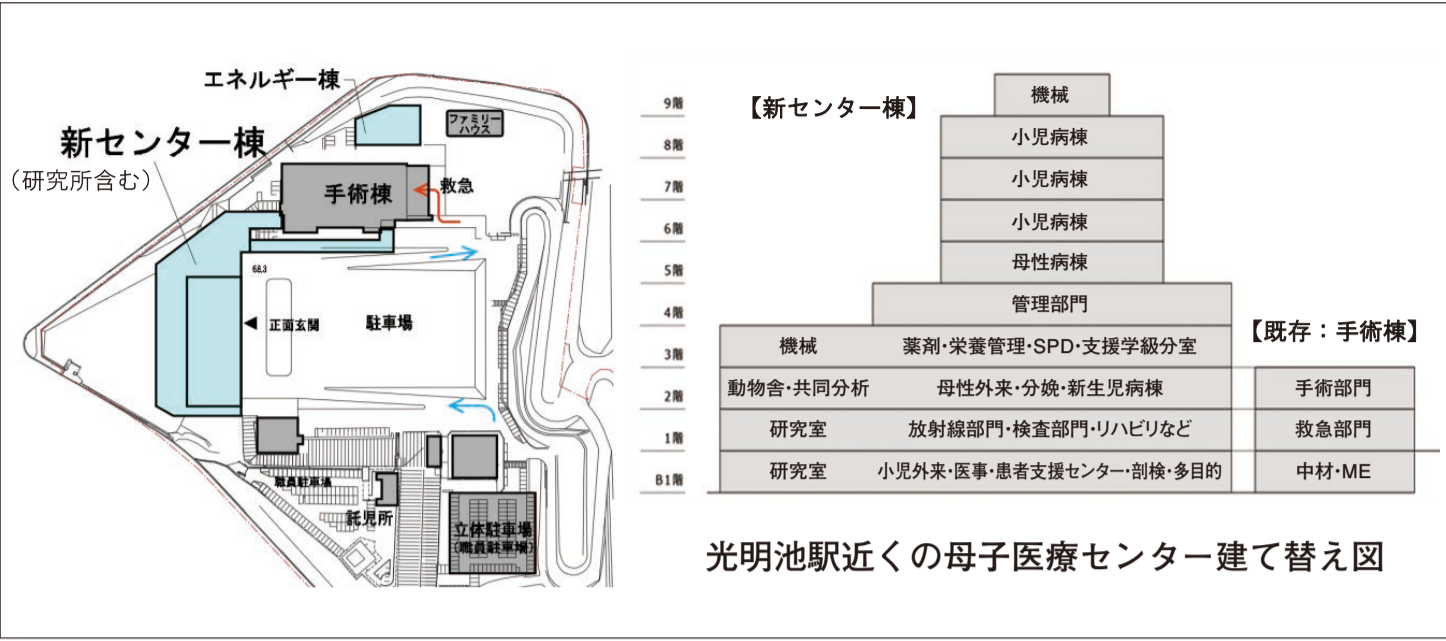 エネルギー棟
ファミリー
ハウス
新センター棟
(研究所含む)
手術棟
救急
68.3
正面玄関
駐車場
職員駐車場
託児所
立体駐車場
(職員駐車場)
【新センター棟】
9階 機械
8階 小児病棟
7階 小児病棟
6階 小児病棟
5階 母性病棟
4階 管理部門
【既存：手術棟】
3階 機械 薬剤・栄養管理・SPD・支援学級分室
2階 動物舎・共同分析 母性外来・分娩・新生児病棟 手術部門
1階 研究室 放射線部門・検査部門・リハビリなど 救急部門
B1階 研究室 小児外来・医事・患者支援センター・剖検・多目的 中材・ME
光明池駅近くの母子医療センター建て替え図